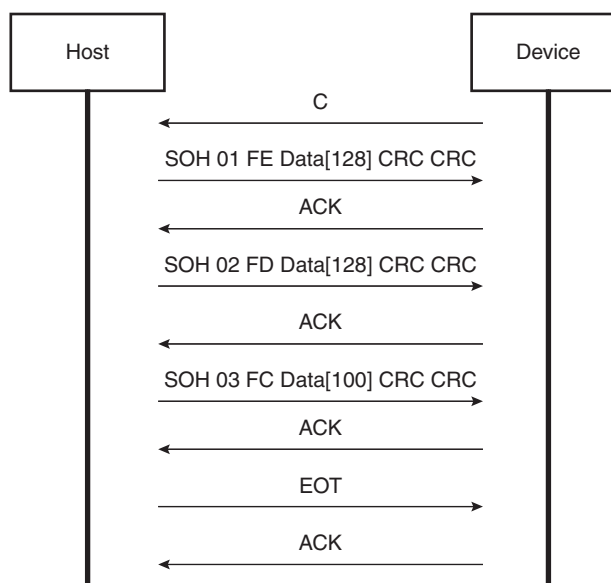 Host
Device
C
SOH 01 FE Data[128] CRC CRC
ACK
SOH 02 FD Data[128] CRC CRC
ACK
SOH 03 FC Data[100] CRC CRC
ACK
EOT
ACK